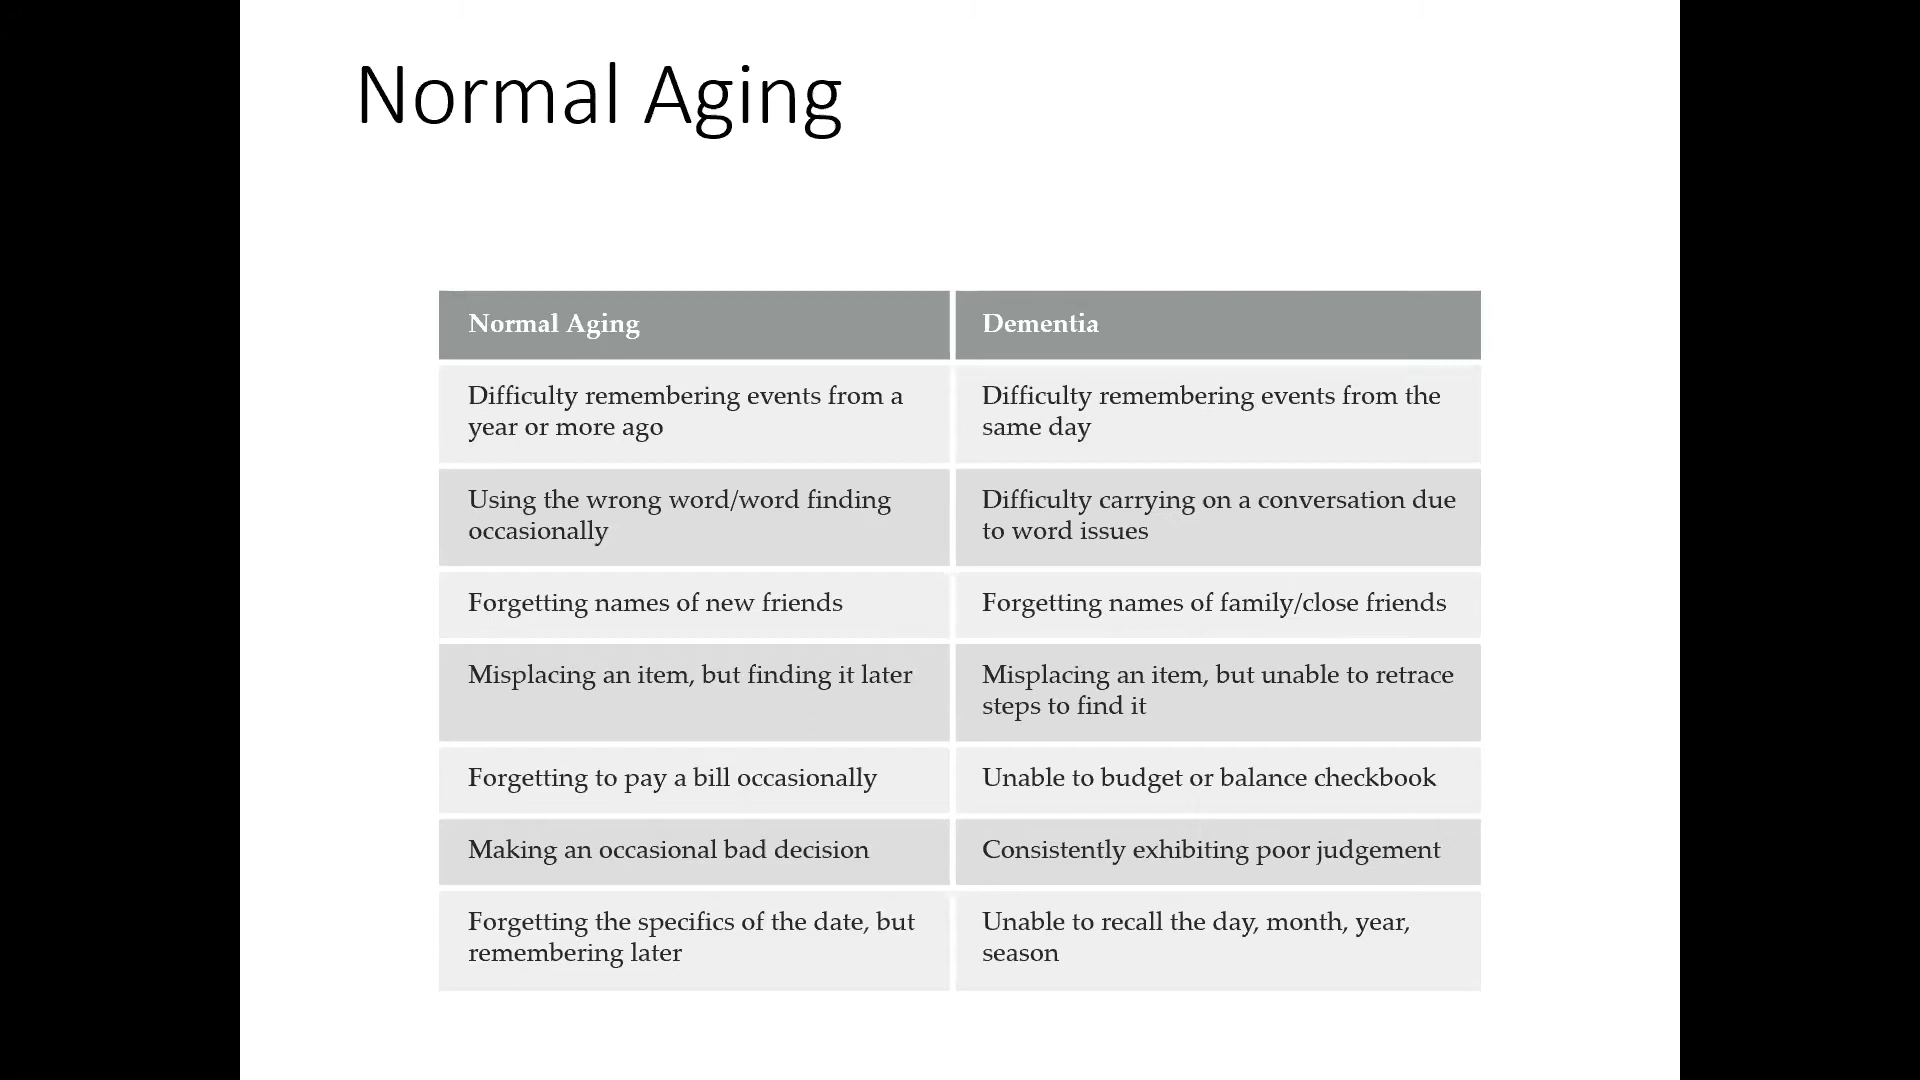 Normal Aging
Normal Aging
Dementia
Difficulty remembering events from a
year or more ago
Difficulty remembering events from the
same day
Using the wrong word/word finding
occasionally
Difficulty carrying on a conversation due
to word issues
Forgetting names of new friends
Forgetting names of family/close friends
Misplacing an item, but finding it later
Misplacing an item, but unable to retrace
steps to find it
Forgetting to pay a bill occasionally
Unable to budget or balance checkbook
Making an occasional bad decision
Consistently exhibiting poor judgement
Forgetting the specifics of the date, but
remembering later
Unable to recall the day, month, year,
season